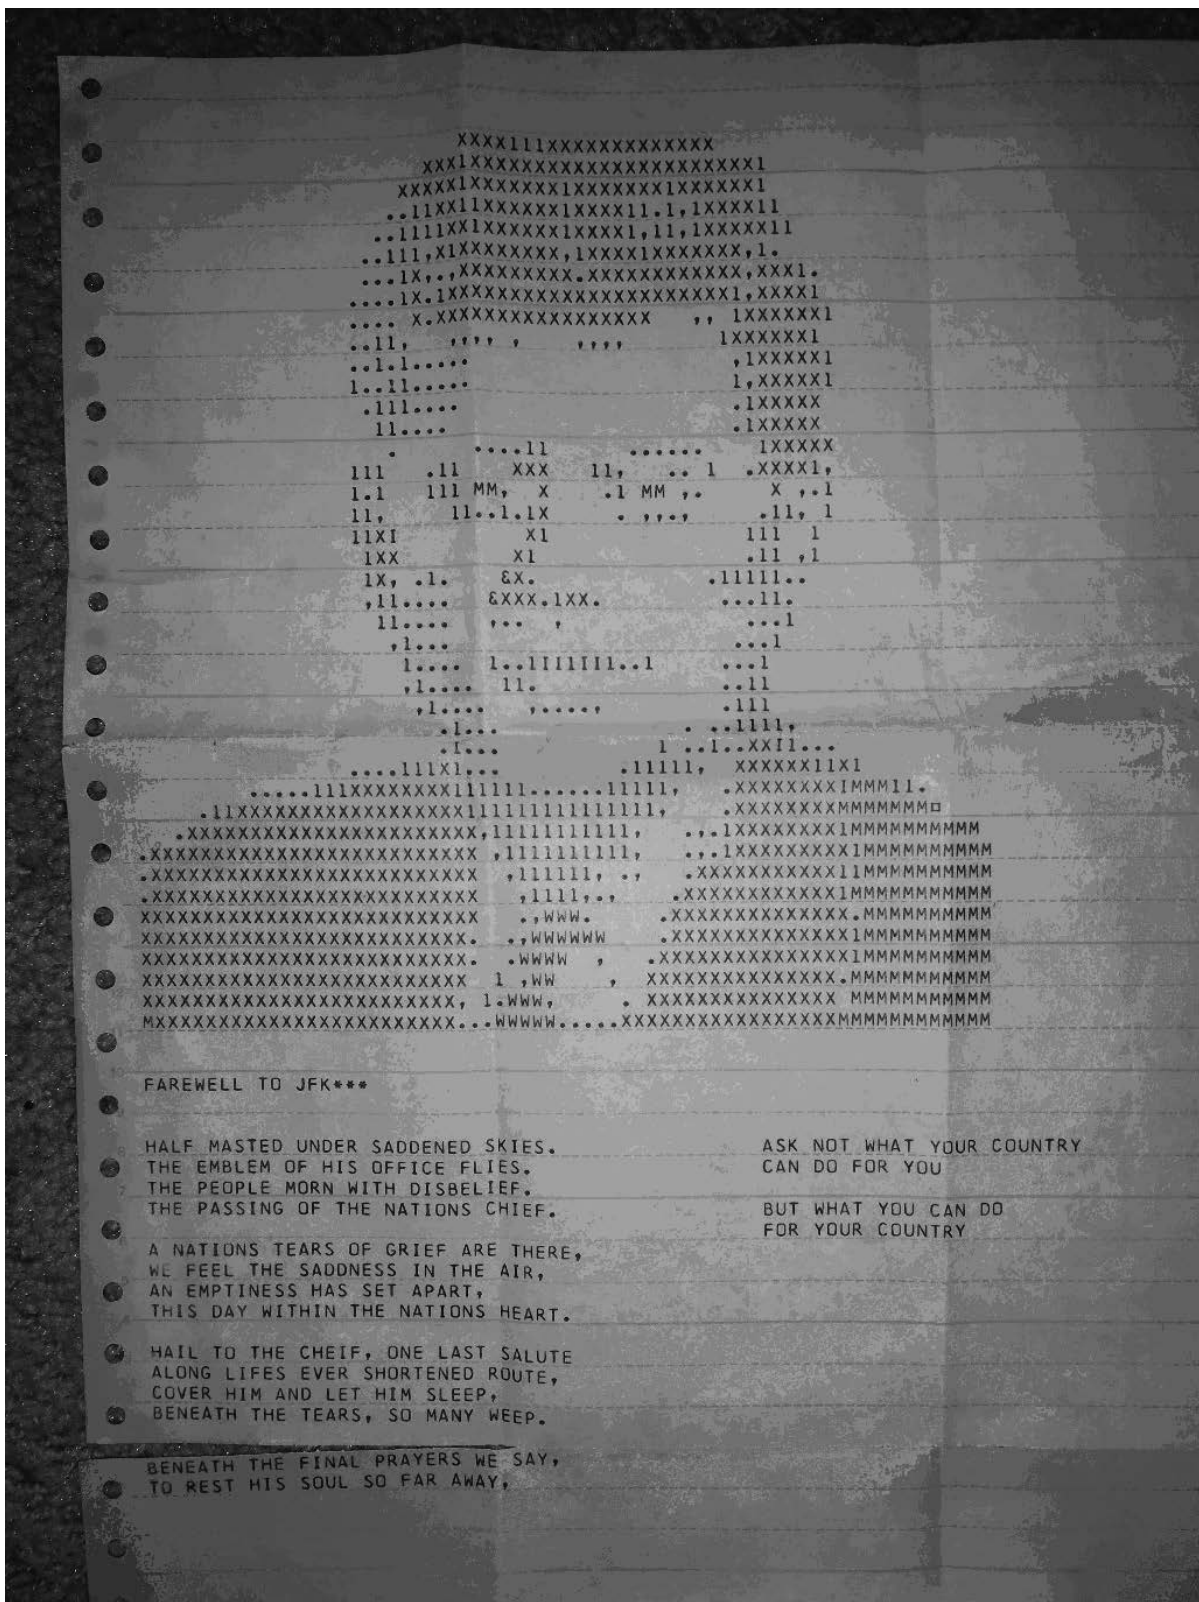 FAREWELL TO JFK***
HALF MASTED UNDER SADDENED SKIES.
THE EMBLEM OF HIS OFFICE FLIES.
THE PEOPLE MORN WITH DISBELIEF.
THE PASSING OF THE NATIONS CHIEF.
A NATIONS TEARS OF GRIEF ARE THERE,
WE FEEL THE SADDNESS IN THE AIR,
AN EMPTINESS HAS SET APART,
THIS DAY WITHIN THE NATIONS HEART.
HAIL TO THE CHEIF, ONE LAST SALUTE
ALONG LIFES EVER SHORTENED ROUTE,
COVER HIM AND LET HIM SLEEP,
BENEATH THE TEARS, SO MANY WEEP.
BENEATH THE FINAL PRAYERS WE SAY,
TO REST HIS SOUL SO FAR AWAY,
ASK NOT WHAT YOUR COUNTRY
CAN DO FOR YOU
BUT WHAT YOU CAN DO
FOR YOUR COUNTRY